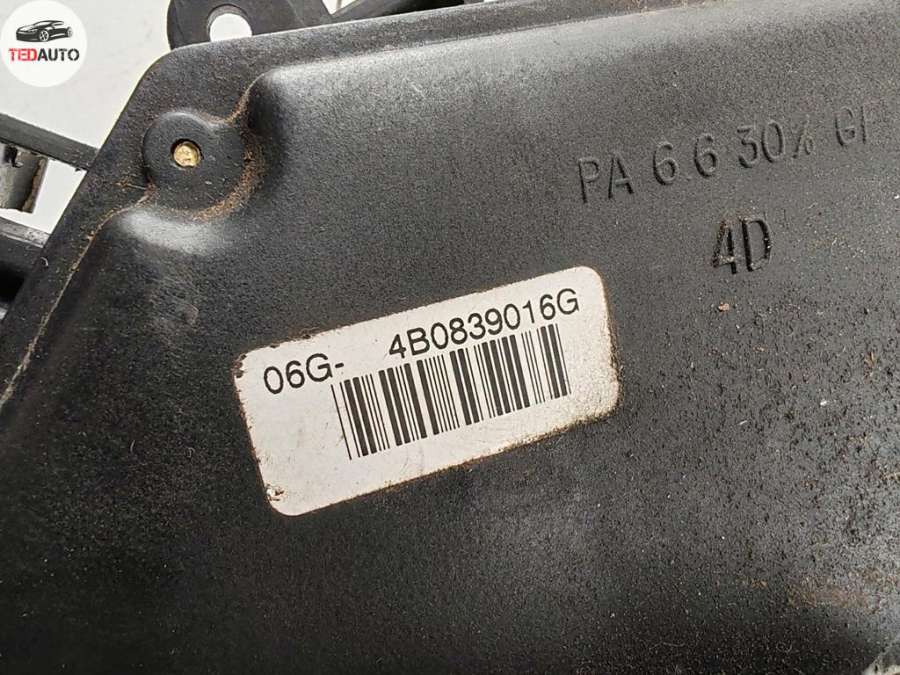 TEDAUTO
PA 6.6 30% GF
4D
06G- 4B0839016G